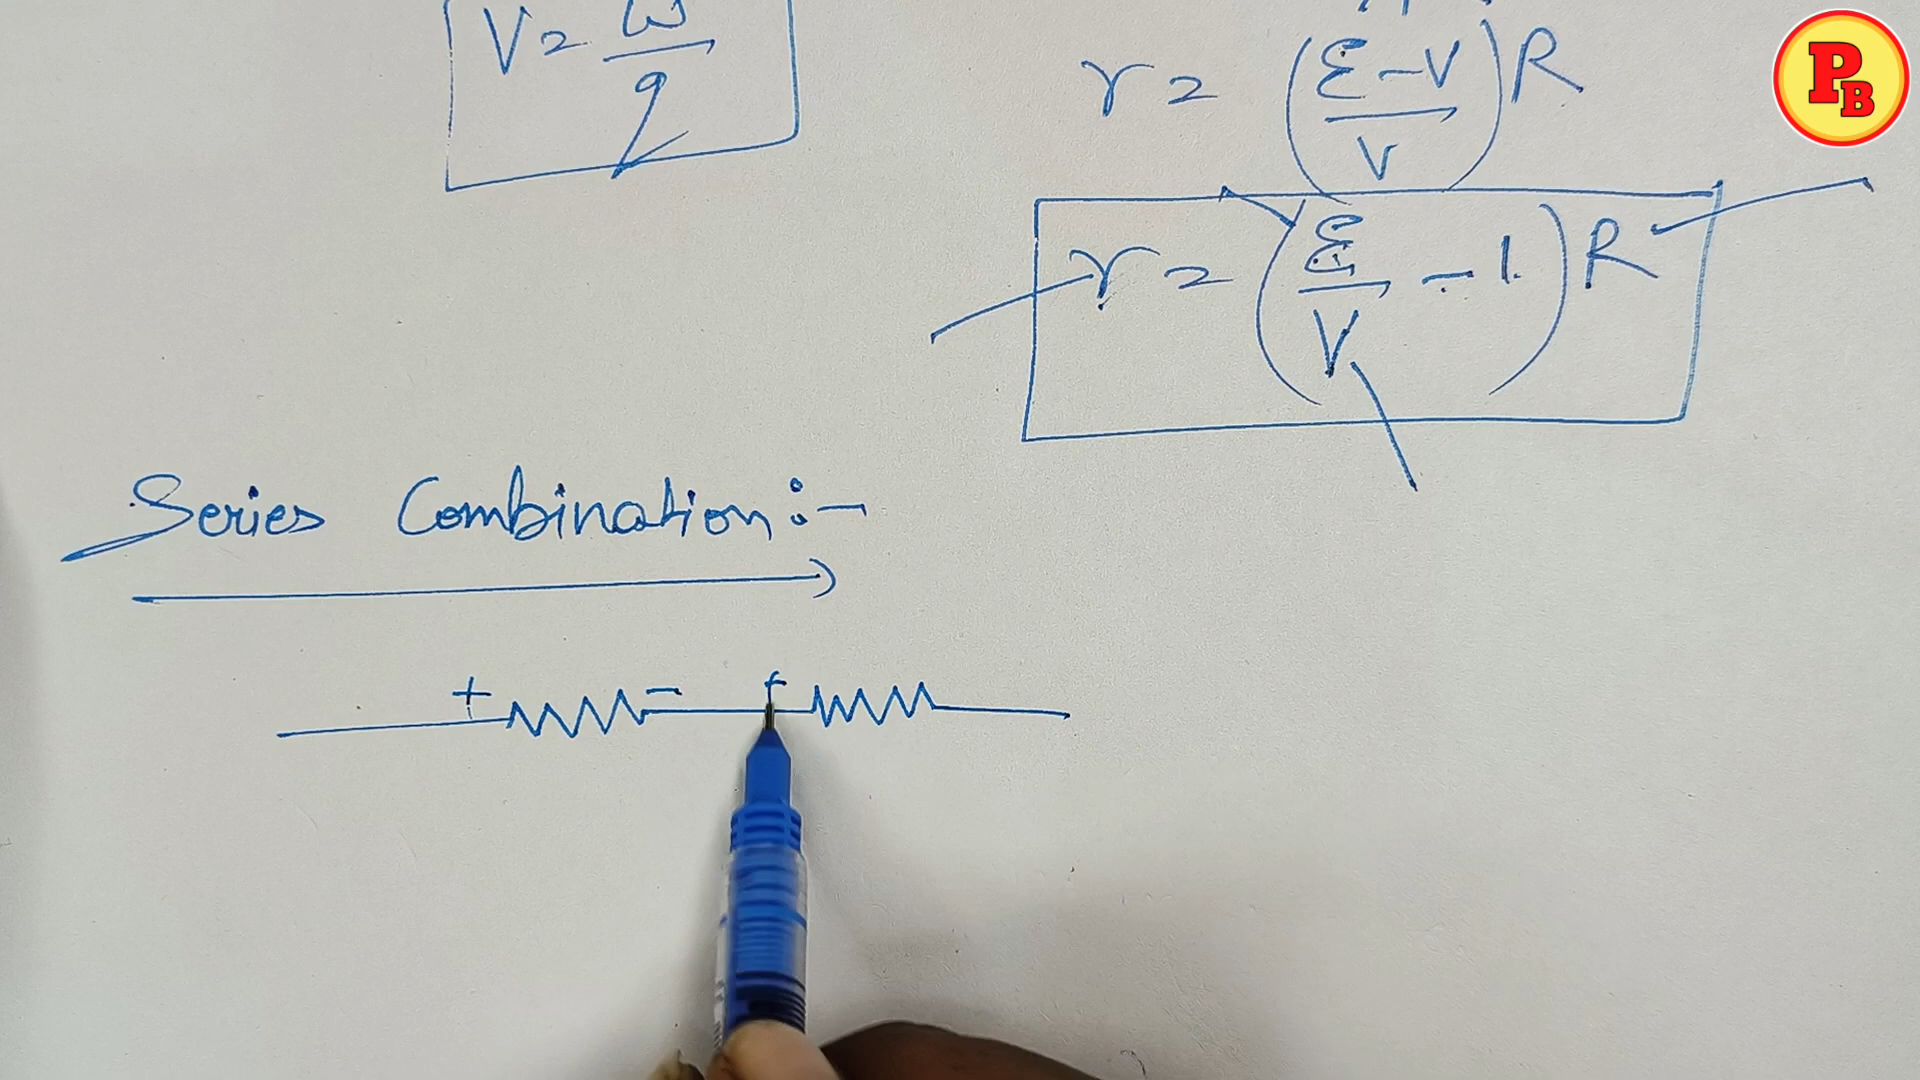 V = W/q
r = (ε-V/V)R
r = (ε/V - 1)R
Series Combination:-
+ - +
PB